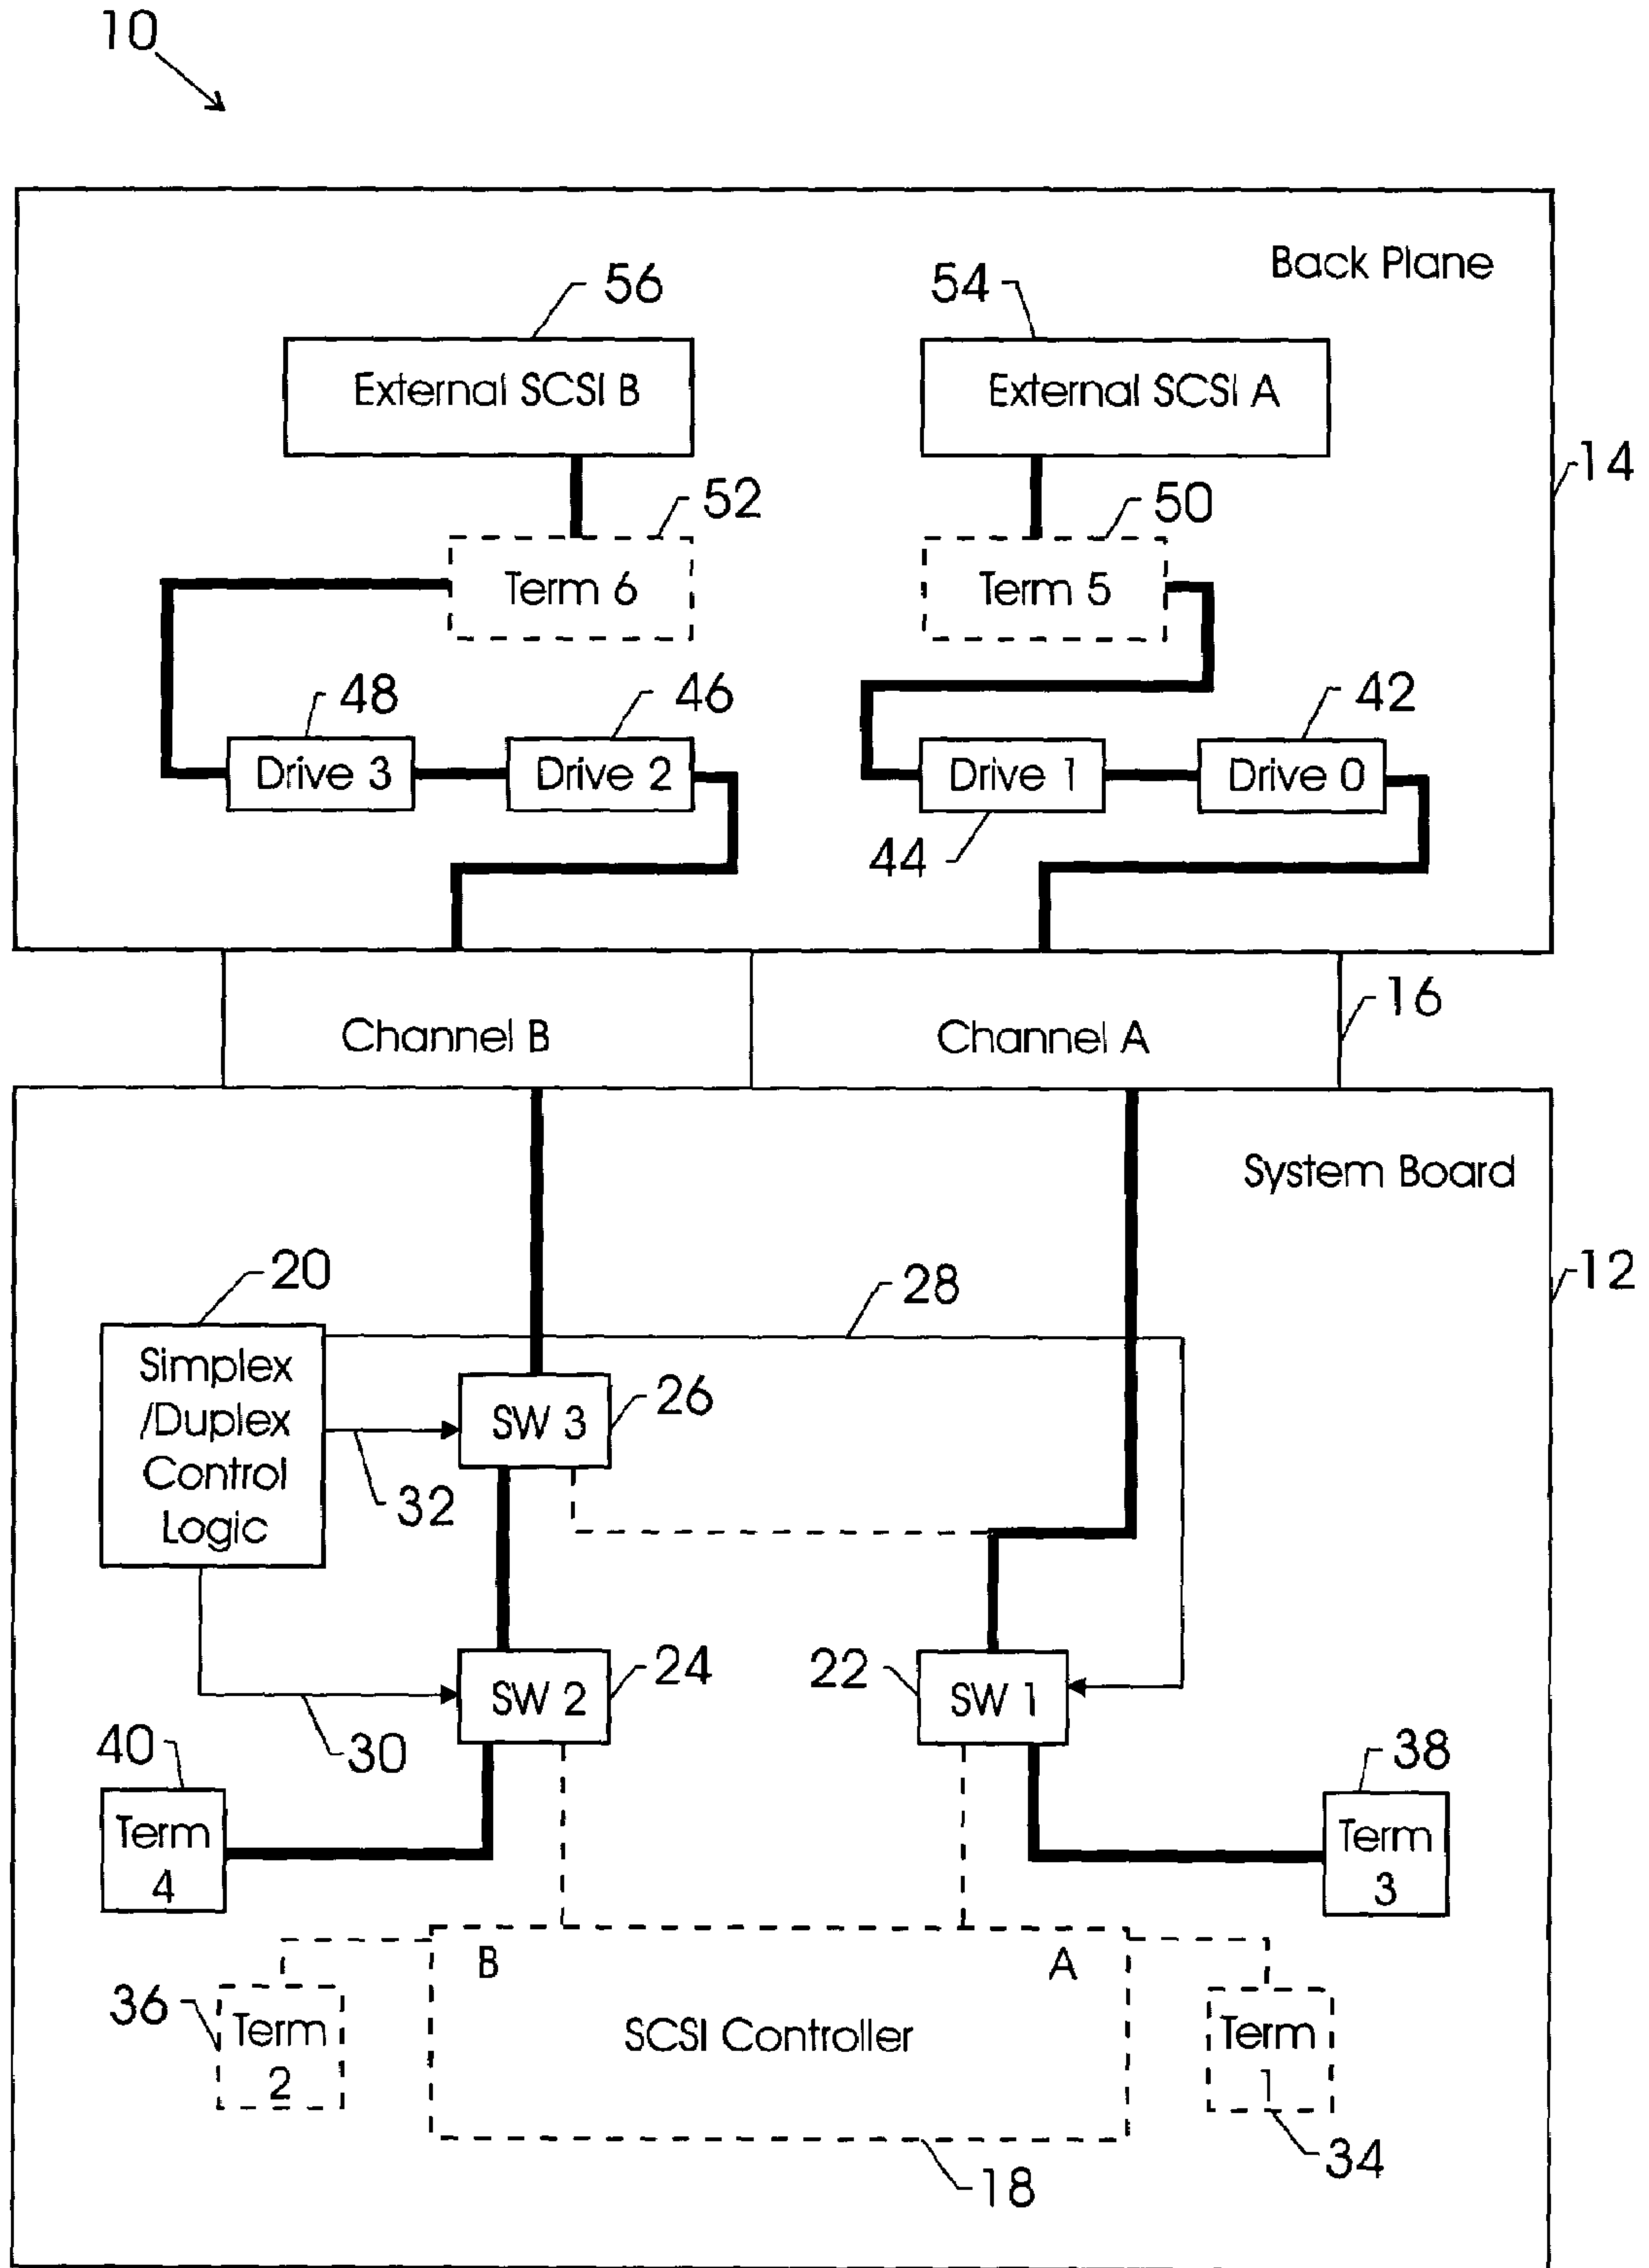 10
Back Plane
56
54
External SCSI B
External SCSI A
14
52
50
Term 6
Term 5
48
46
42
Drive 3
Drive 2
Drive 1
Drive 0
44
16
Channel B
Channel A
System Board
12
20
28
Simplex
/Duplex
Control
Logic
SW 3
26
32
24
22
SW 2
SW 1
30
40
38
Term
4
Term
3
B
A
36
Term
2
SCSI Controller
Term
1
34
18